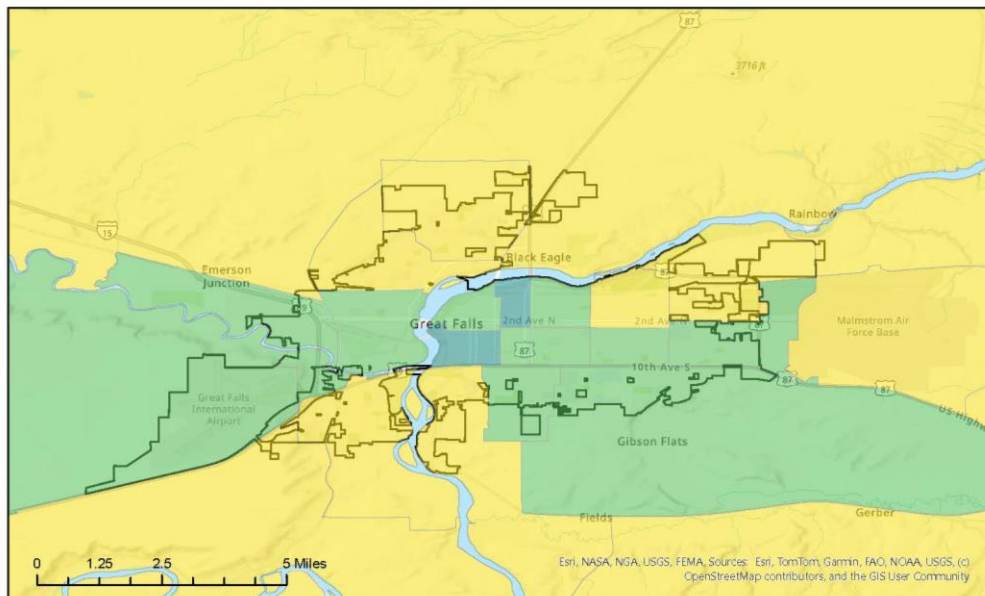 87
3716 ft
Rainbow
15
Emerson
Junction
Black Eagle
87
Great Falls
2nd Ave N
2nd Ave N
87
Malmstrom Air
Force Base
87
10th Ave S
87
87
Great Falls
International
Airport
US Highw
Gibson Flats
Fields
Gerber
0 1.25 2.5 5 Miles
Esri, NASA, NGA, USGS, FEMA, Sources: Esri, TomTom, Garmin, FAO, NOAA, USGS, (c)
OpenStreetMap contributors, and the GIS User Community